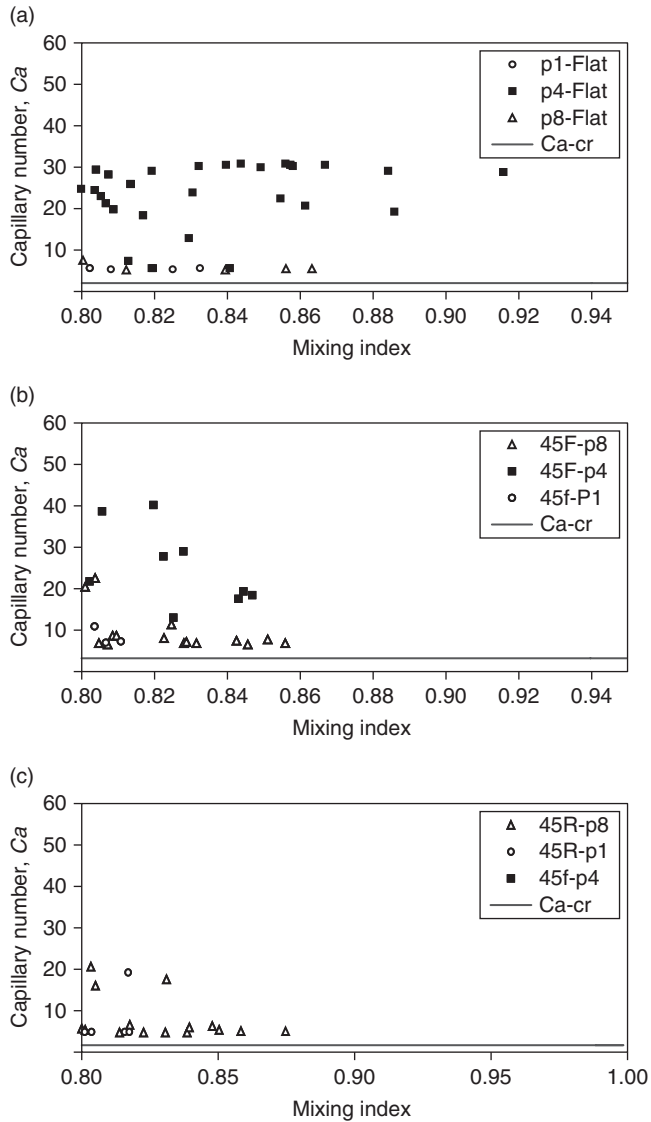 (a)
60
50
40
30
20
10
Capillary number, Ca
p1-Flat
p4-Flat
p8-Flat
Ca-cr
0.80 0.82 0.84 0.86 0.88 0.90 0.92 0.94
Mixing index
(b)
60
50
40
30
20
10
Capillary number, Ca
45F-p8
45F-p4
45f-P1
Ca-cr
0.80 0.82 0.84 0.86 0.88 0.90 0.92 0.94
Mixing index
(c)
60
50
40
30
20
10
Capillary number, Ca
45R-p8
45R-p1
45f-p4
Ca-cr
0.80 0.85 0.90 0.95 1.00
Mixing index